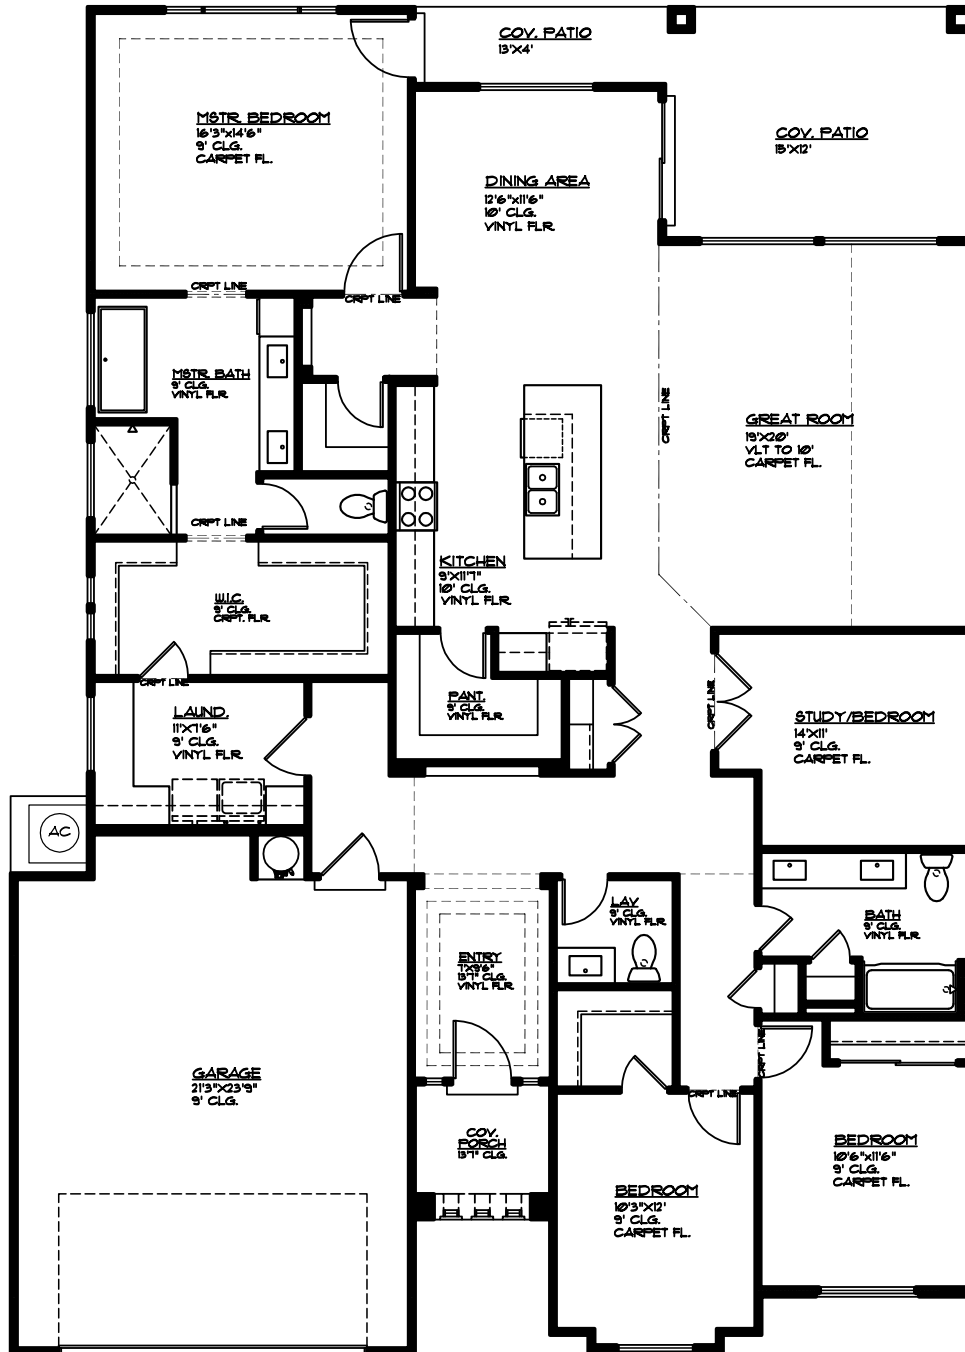 COV. PATIO
13'X4'
MSTR. BEDROOM
16'3"x14'6"
9' CLG.
CARPET FL.
COV. PATIO
15'X12'
DINING AREA
12'6"x11'6"
10' CLG.
VINYL FLR.
CRPT LINE
CRPT LINE
MSTR. BATH
9' CLG.
VINYL FLR.
CRPT LINE
GREAT ROOM
19'X20'
VLT TO 10'
CARPET FL.
CRPT LINE
KITCHEN
9'X11'7"
10' CLG.
VINYL FLR.
W.I.C.
9' CLG.
CRPT. FLR.
CRPT LINE
PANT.
9' CLG.
VINYL FLR.
CRPT LINE
LAUND.
11'X7'6"
9' CLG.
VINYL FLR.
STUDY/BEDROOM
14'X11'
9' CLG.
CARPET FL.
AC
LAV
9' CLG.
VINYL FLR.
BATH
9' CLG.
VINYL FLR.
ENTRY
7'X9'6"
13'7" CLG.
VINYL FLR.
CRPT LINE
GARAGE
21'3"X23'9"
9' CLG.
CRPT LINE
COV.
PORCH
13'7" CLG.
BEDROOM
10'6"x11'6"
9' CLG.
CARPET FL.
BEDROOM
10'3"X12'
9' CLG.
CARPET FL.